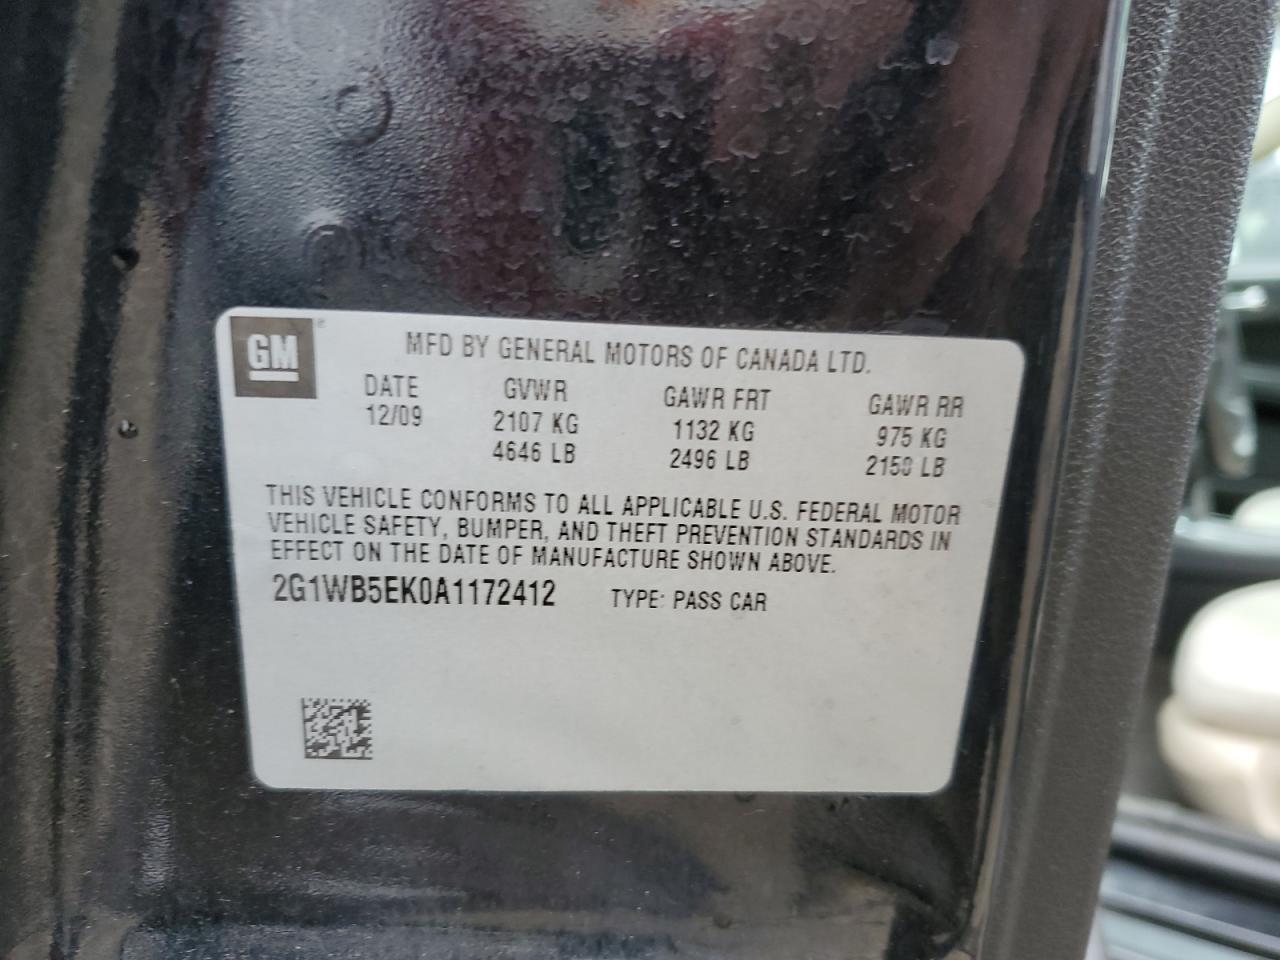 GM
MFD BY GENERAL MOTORS OF CANADA LTD.
DATE GVWR GAWR FRT GAWR RR
12/09 2107 KG 1132 KG 975 KG
4646 LB 2496 LB 2150 LB
THIS VEHICLE CONFORMS TO ALL APPLICABLE U.S. FEDERAL MOTOR
VEHICLE SAFETY, BUMPER, AND THEFT PREVENTION STANDARDS IN
EFFECT ON THE DATE OF MANUFACTURE SHOWN ABOVE.
2G1WB5EK0A1172412 TYPE: PASS CAR